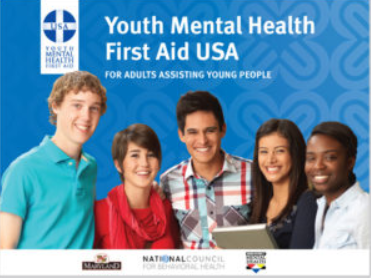 USA
YOUTH
MENTAL
HEALTH
FIRST AID
Youth Mental Health
First Aid USA
FOR ADULTS ASSISTING YOUNG PEOPLE
MARYLAND
NATIONAL COUNCIL
FOR BEHAVIORAL HEALTH